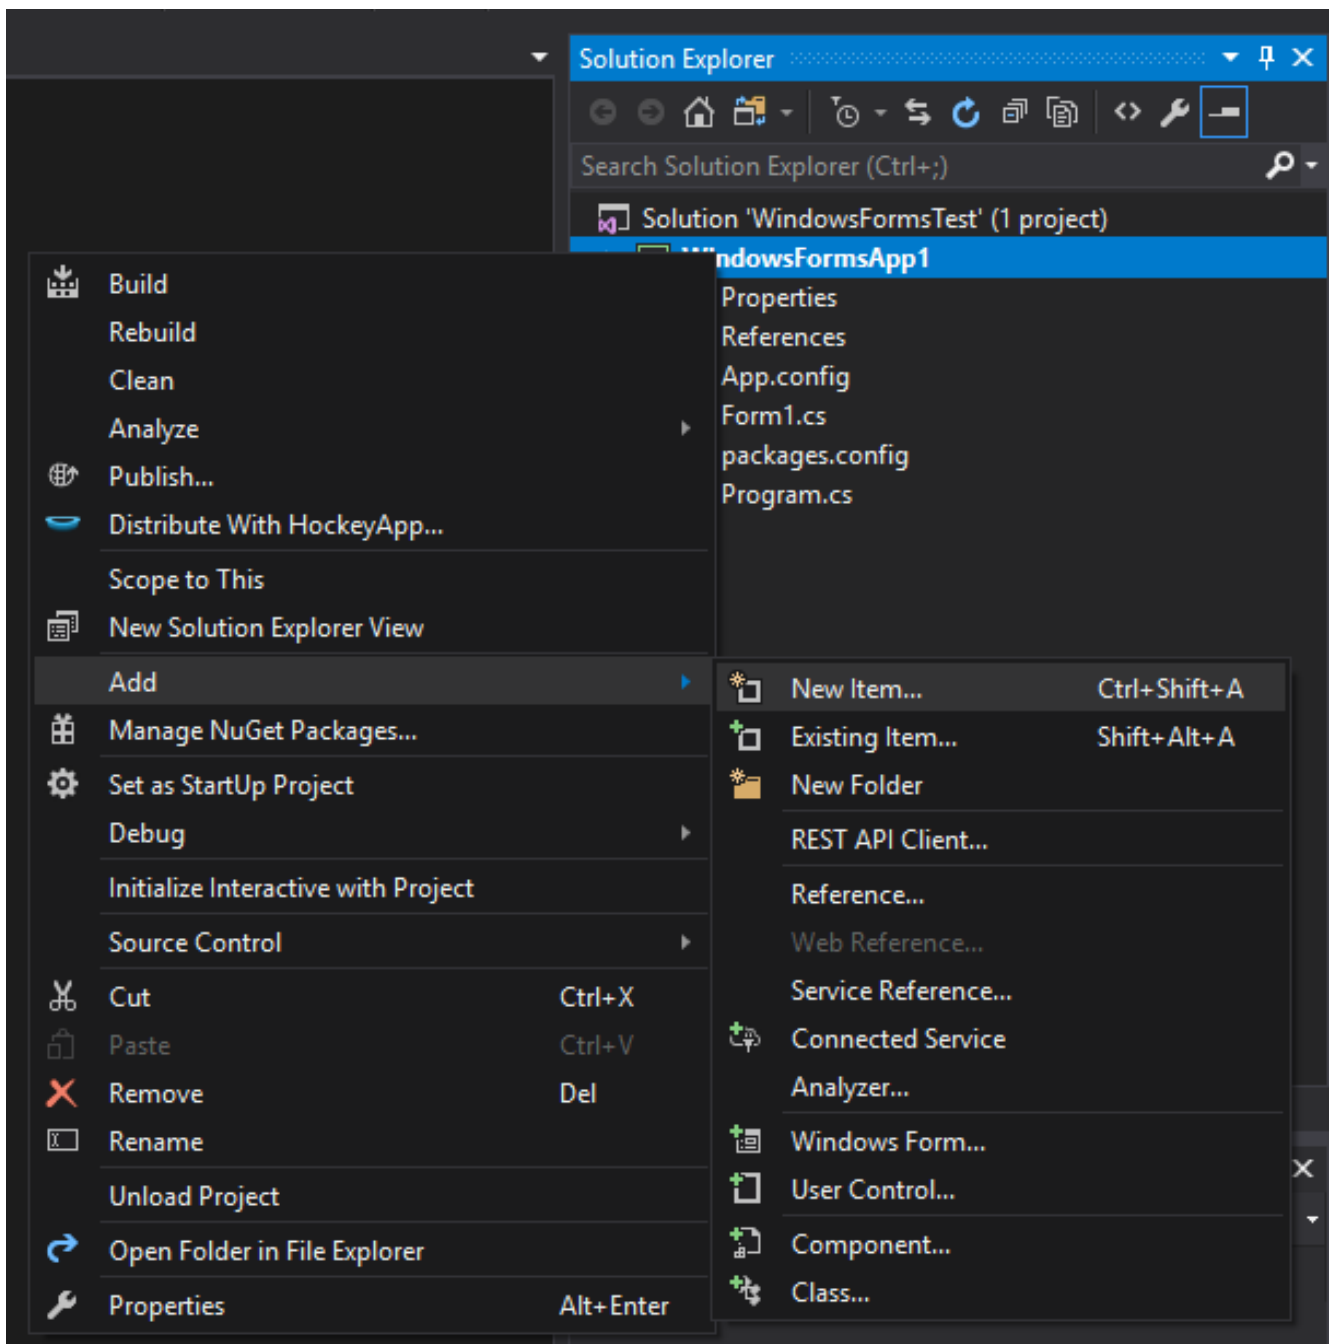 Solution Explorer
Search Solution Explorer (Ctrl+;)
Solution 'WindowsFormsTest' (1 project)
ndowsFormsApp1
Properties
References
App.config
Form1.cs
packages.config
Program.cs
Build
Rebuild
Clean
Analyze
Publish...
Distribute With HockeyApp...
Scope to This
New Solution Explorer View
Add
Manage NuGet Packages...
Set as StartUp Project
Debug
Initialize Interactive with Project
Source Control
Cut Ctrl+X
Paste Ctrl+V
Remove Del
Rename
Unload Project
Open Folder in File Explorer
Properties Alt+Enter
New Item... Ctrl+Shift+A
Existing Item... Shift+Alt+A
New Folder
REST API Client...
Reference...
Web Reference...
Service Reference...
Connected Service
Analyzer...
Windows Form...
User Control...
Component...
Class...